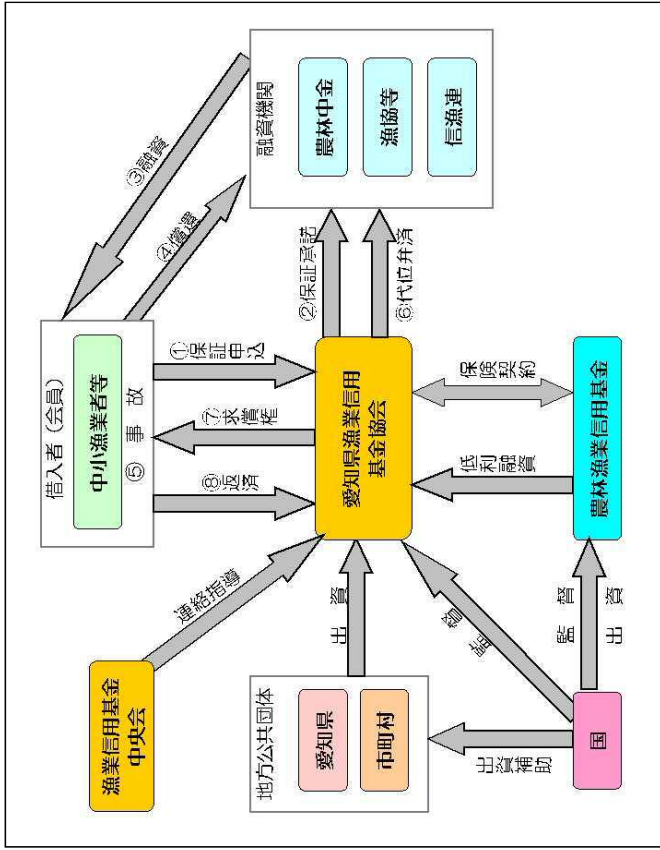 漁業信用基金
中央会
連絡指導
借入者（会員）
中小漁業者等
⑤ 事 故
③融資
④償還
融資機関
農林中金
漁協等
信漁連
⑧返済
⑦求償権
①保証申込
②保証承諾
⑥代位弁済
愛知県漁業信用
基金協会
地方公共団体
愛知県
市町村
出 資
出資補助
国
監 督
監 督
出 資
低利融資
保険契約
農林漁業信用基金